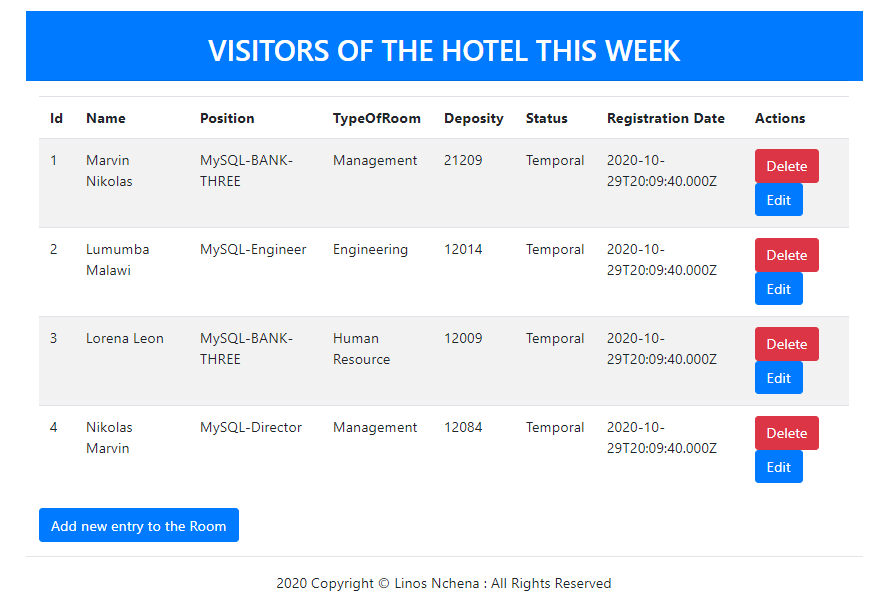 VISITORS OF THE HOTEL THIS WEEK
Id Name Position TypeOfRoom Deposity Status Registration Date Actions
1 Marvin MySQL-BANK- Management 21209 Temporal 2020-10- Delete
Nikolas THREE 29T20:09:40.000Z
Edit
2 Lumumba MySQL-Engineer Engineering 12014 Temporal 2020-10- Delete
Malawi 29T20:09:40.000Z
Edit
3 Lorena Leon MySQL-BANK- Human 12009 Temporal 2020-10- Delete
THREE Resource 29T20:09:40.000Z
Edit
4 Nikolas MySQL-Director Management 12084 Temporal 2020-10- Delete
Marvin 29T20:09:40.000Z
Edit
Add new entry to the Room
2020 Copyright © Linos Nchena : All Rights Reserved